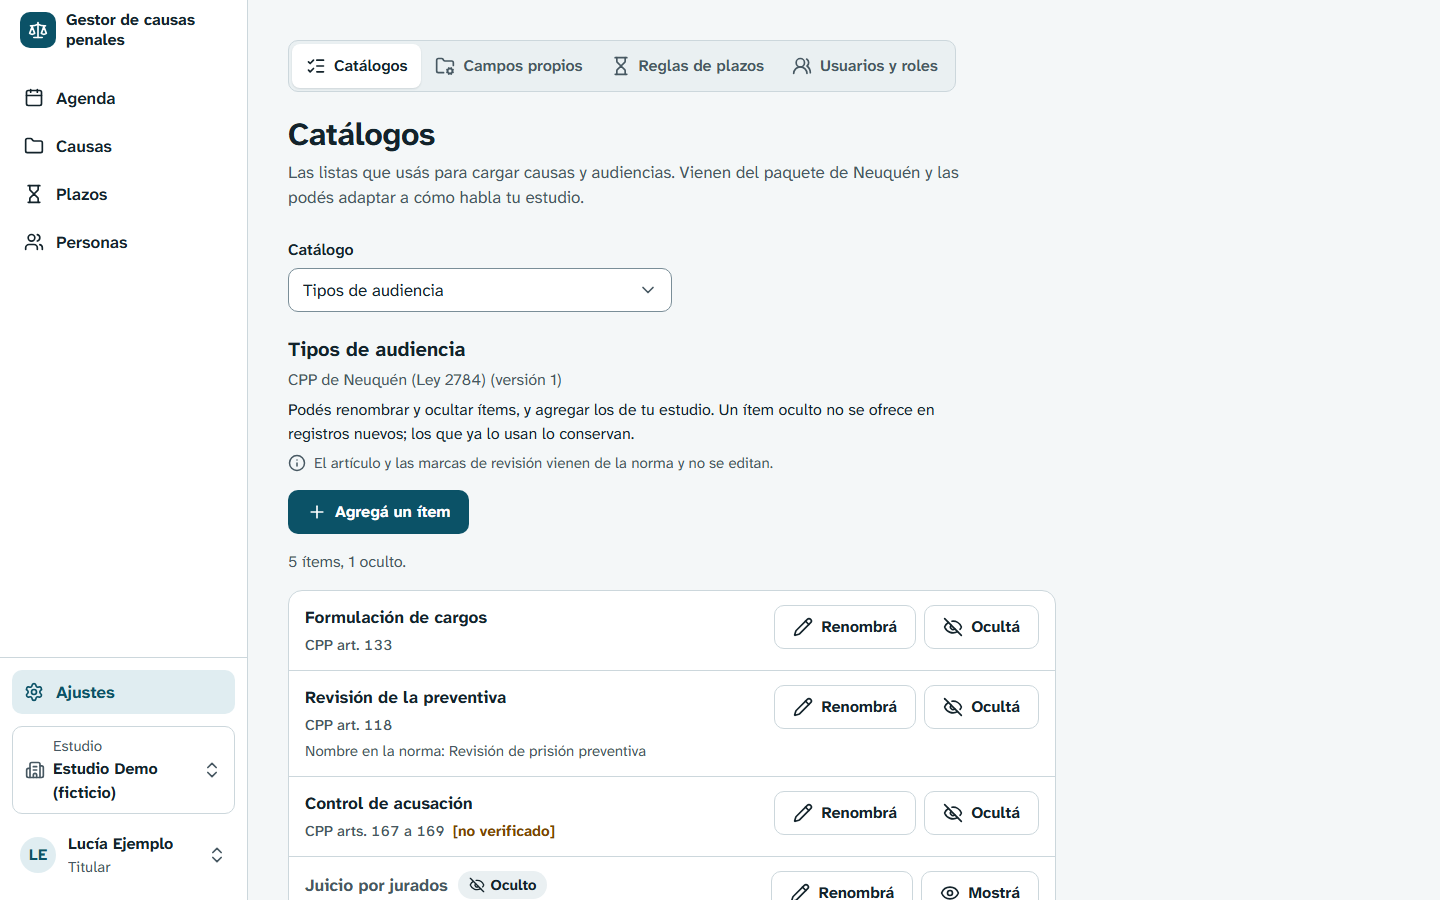 Gestor de causas
penales
Agenda
Causas
Plazos
Personas
Ajustes
Estudio
Estudio Demo
(ficticio)
LE
Lucía Ejemplo
Titular
Catálogos
Campos propios
Reglas de plazos
Usuarios y roles
Catálogos
Las listas que usás para cargar causas y audiencias. Vienen del paquete de Neuquén y las
podés adaptar a cómo habla tu estudio.
Catálogo
Tipos de audiencia
Tipos de audiencia
CPP de Neuquén (Ley 2784) (versión 1)
Podés renombrar y ocultar ítems, y agregar los de tu estudio. Un ítem oculto no se ofrece en
registros nuevos; los que ya lo usan lo conservan.
El artículo y las marcas de revisión vienen de la norma y no se editan.
Agregá un ítem
5 ítems, 1 oculto.
Formulación de cargos
CPP art. 133
Renombrá
Ocultá
Revisión de la preventiva
CPP art. 118
Nombre en la norma: Revisión de prisión preventiva
Renombrá
Ocultá
Control de acusación
CPP arts. 167 a 169 [no verificado]
Renombrá
Ocultá
Juicio por jurados
Oculto
Renombrá
Mostrá